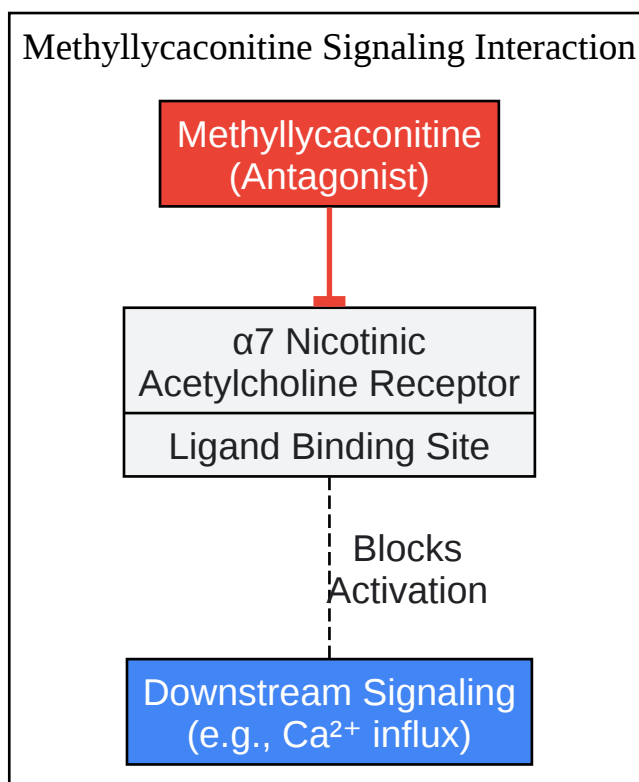 Methyllycaconitine Signaling Interaction
Methyllycaconitine
(Antagonist)
α7 Nicotinic
Acetylcholine Receptor
Ligand Binding Site
Blocks
Activation
Downstream Signaling
(e.g., Ca²⁺ influx)